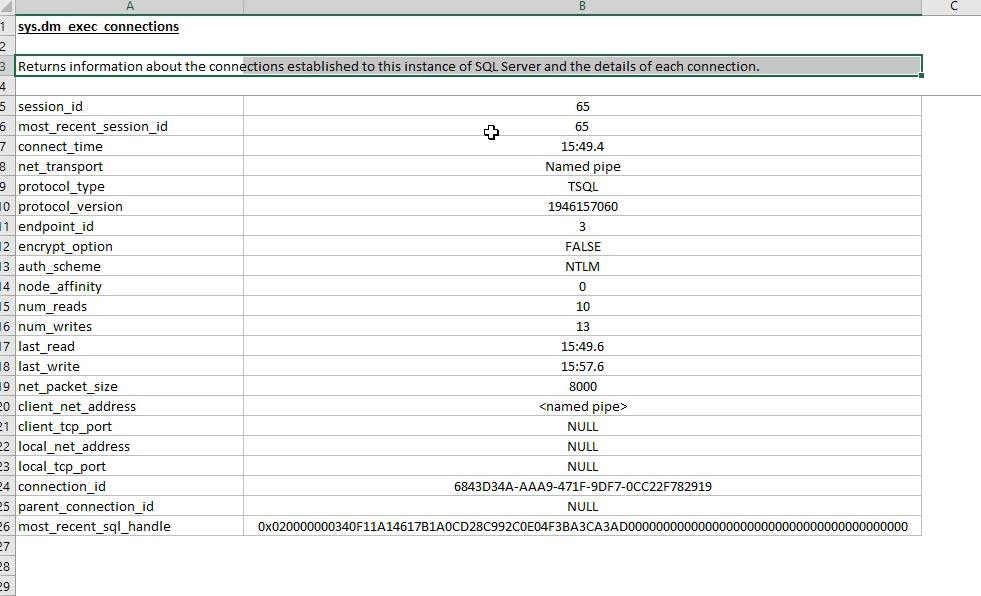 A B C
1 sys.dm_exec_connections
2
3 Returns information about the connections established to this instance of SQL Server and the details of each connection.
4
5 session_id 65
6 most_recent_session_id 65
7 connect_time 15:49.4
8 net_transport Named pipe
9 protocol_type TSQL
10 protocol_version 1946157060
11 endpoint_id 3
12 encrypt_option FALSE
13 auth_scheme NTLM
14 node_affinity 0
15 num_reads 10
16 num_writes 13
17 last_read 15:49.6
18 last_write 15:57.6
19 net_packet_size 8000
20 client_net_address <named pipe>
21 client_tcp_port NULL
22 local_net_address NULL
23 local_tcp_port NULL
24 connection_id 6843D34A-AAA9-471F-9DF7-0CC22F782919
25 parent_connection_id NULL
26 most_recent_sql_handle 0x020000000340F11A14617B1A0CD28C992C0E04F3BA3CA3AD0000000000000000000000000000000000000000
27
28
29